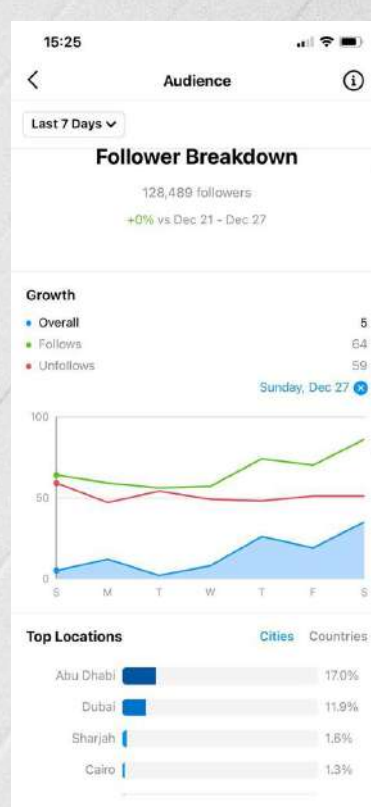 15:25
Audience
Last 7 Days
Follower Breakdown
128,489 followers
+0% vs Dec 21 - Dec 27
Growth
Overall 5
Follows 64
Unfollows 59
Sunday, Dec 27
100
50
0
S M T W T F S
Top Locations Cities Countries
Abu Dhabi 17.0%
Dubai 11.9%
Sharjah 1.6%
Cairo 1.3%